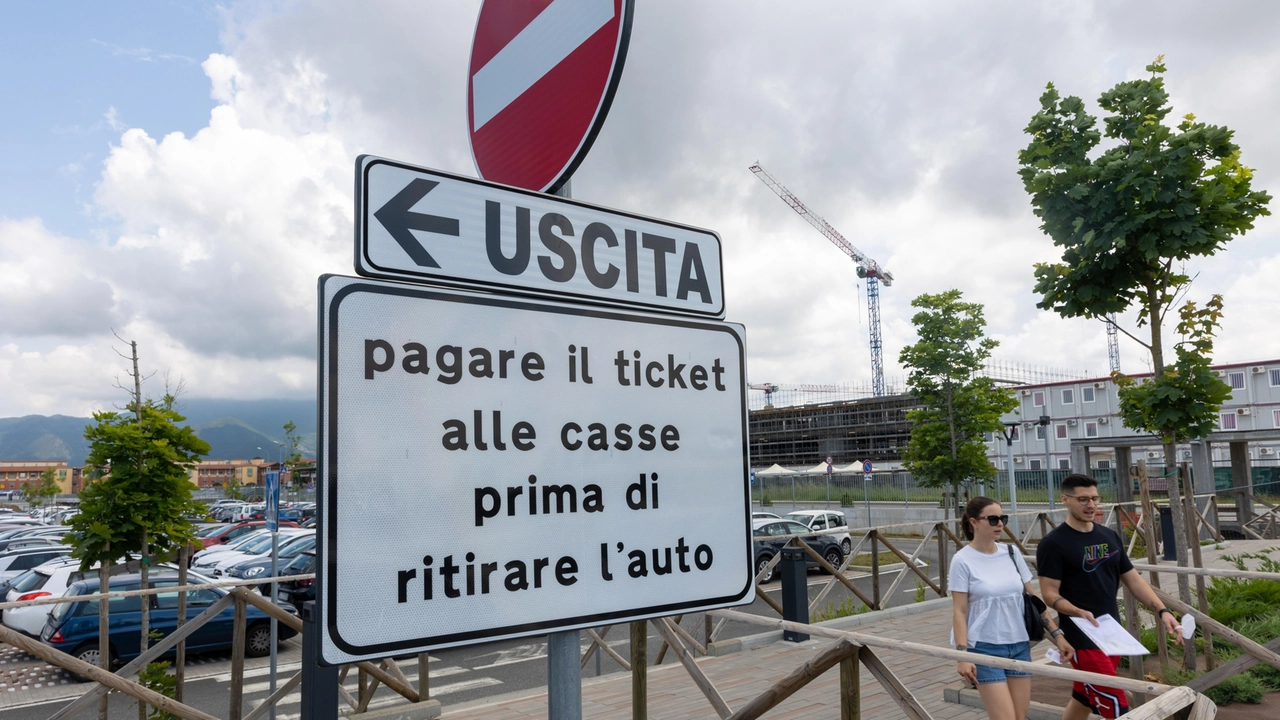 ← USCITA
pagare il ticket
alle casse
prima di
ritirare l'auto
NIKE